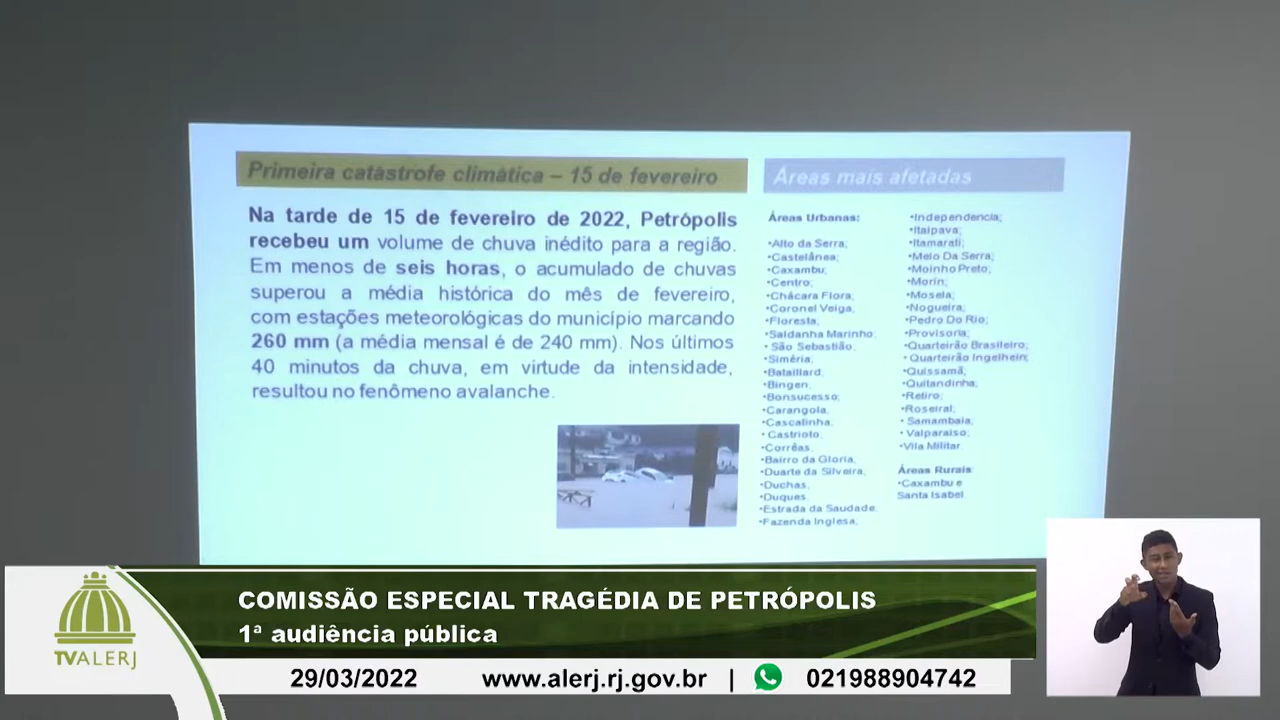 Primeira catástrofe climática – 15 de fevereiro
Na tarde de 15 de fevereiro de 2022, Petrópolis
recebeu um volume de chuva inédito para a região.
Em menos de seis horas, o acumulado de chuvas
superou a média histórica do mês de fevereiro,
com estações meteorológicas do município marcando
260 mm (a média mensal é de 240 mm). Nos últimos
40 minutos da chuva, em virtude da intensidade,
resultou no fenômeno avalanche.
Áreas mais afetadas
Áreas Urbanas:
•Alto da Serra;
•Castelânea;
•Caxambu;
•Centro;
•Chácara Flora;
•Coronel Veiga;
•Floresta;
•Saldanha Marinho;
• São Sebastião;
•Siméria;
•Bataillard;
•Bingen;
•Bonsucesso;
•Carangola;
•Cascatinha;
• Castrioto;
•Corrêas;
•Bairro da Gloria;
•Duarte da Silveira;
•Duchas;
•Duques;
•Estrada da Saudade;
•Fazenda Inglesa;
•Independencia;
•Itaipava;
•Itamarati;
•Meio Da Serra;
•Moinho Preto;
•Morin;
•Mosela;
•Nogueira;
•Pedro Do Rio;
•Provisoria;
•Quarteirão Brasileiro;
• Quarteirão Ingelhein;
•Quissamã;
•Quitandinha;
•Retiro;
•Roseiral;
• Samambaia;
• Valparaiso;
•Vila Militar.
Áreas Rurais:
•Caxambu e
Santa Isabel
COMISSÃO ESPECIAL TRAGÉDIA DE PETRÓPOLIS
1ª audiência pública
TVALERJ
29/03/2022 www.alerj.rj.gov.br | 021988904742